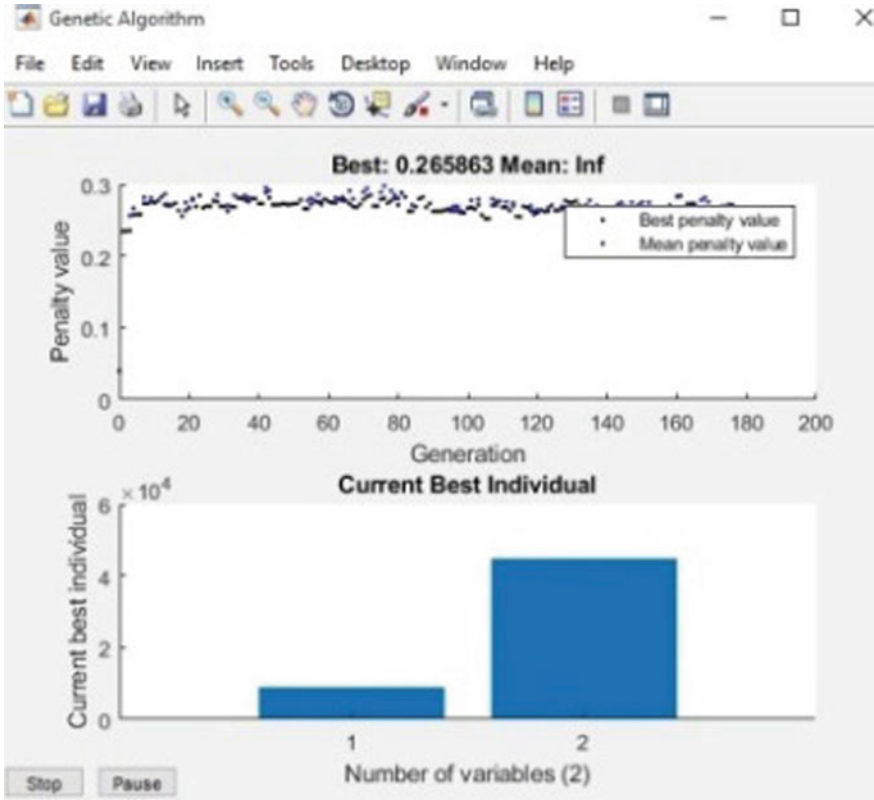 Genetic Algorithm
File Edit View Insert Tools Desktop Window Help
Best: 0.265863 Mean: Inf
Penalty value
0.3
0.2
0.1
0
Best penalty value
Mean penalty value
0 20 40 60 80 100 120 140 160 180 200
Generation
Current Best Individual
Current best individual
× 10⁴
6
4
2
0
1 2
Number of variables (2)
Stop Pause